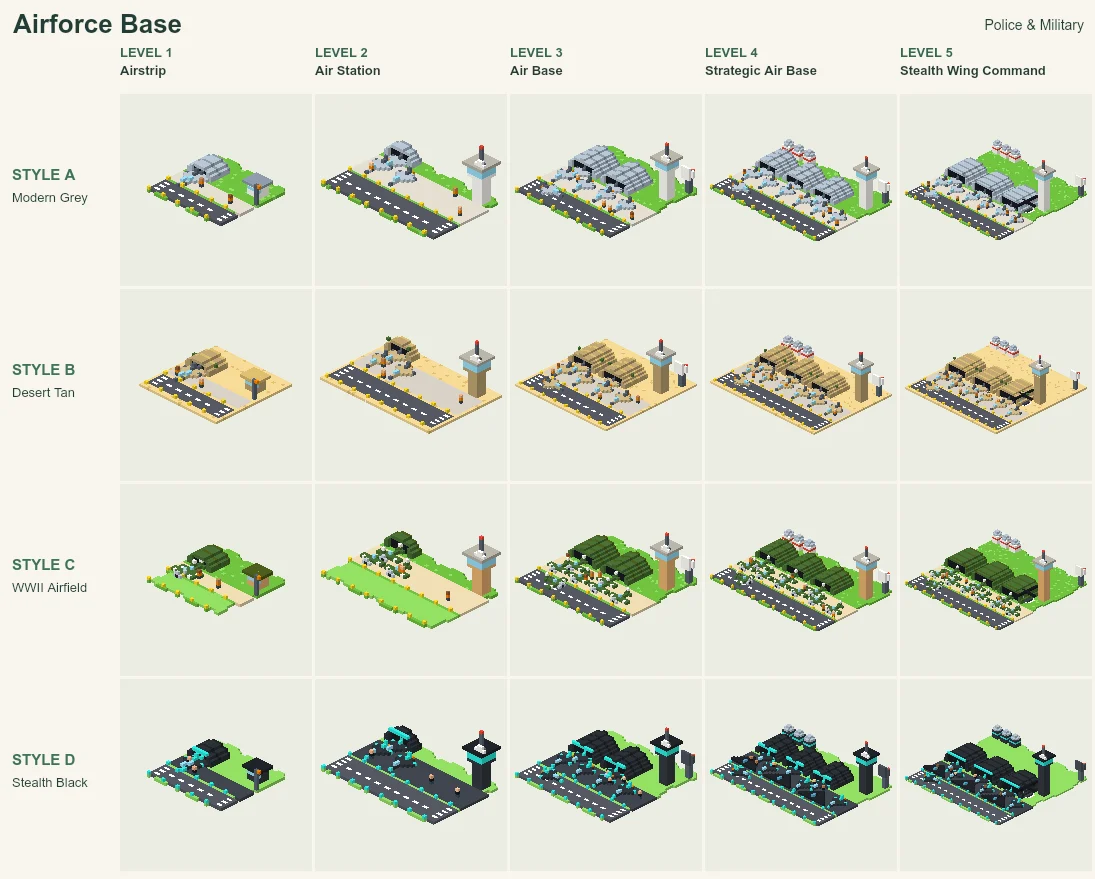 Airforce Base
Police & Military
LEVEL 1
Airstrip
LEVEL 2
Air Station
LEVEL 3
Air Base
LEVEL 4
Strategic Air Base
LEVEL 5
Stealth Wing Command
STYLE A
Modern Grey
STYLE B
Desert Tan
STYLE C
WWII Airfield
STYLE D
Stealth Black